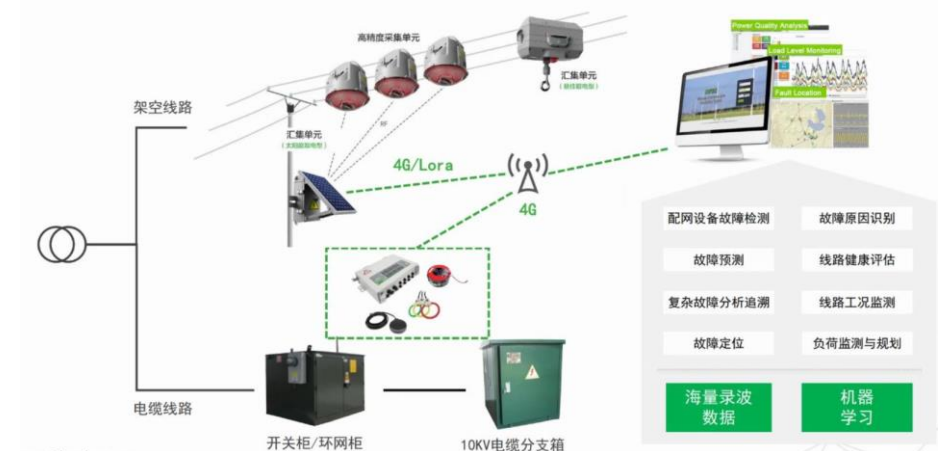 Power Quality Analysis
Load Level Monitoring
Fault Location
高精度采集单元
汇集单元
架空线路
汇集单元
RF
4G/Lora
4G
配网设备故障检测
故障原因识别
故障预测
线路健康评估
复杂故障分析追溯
线路工况监测
故障定位
负荷监测与规划
海量录波
数据
机器
学习
电缆线路
开关柜/环网柜
10KV电缆分支箱